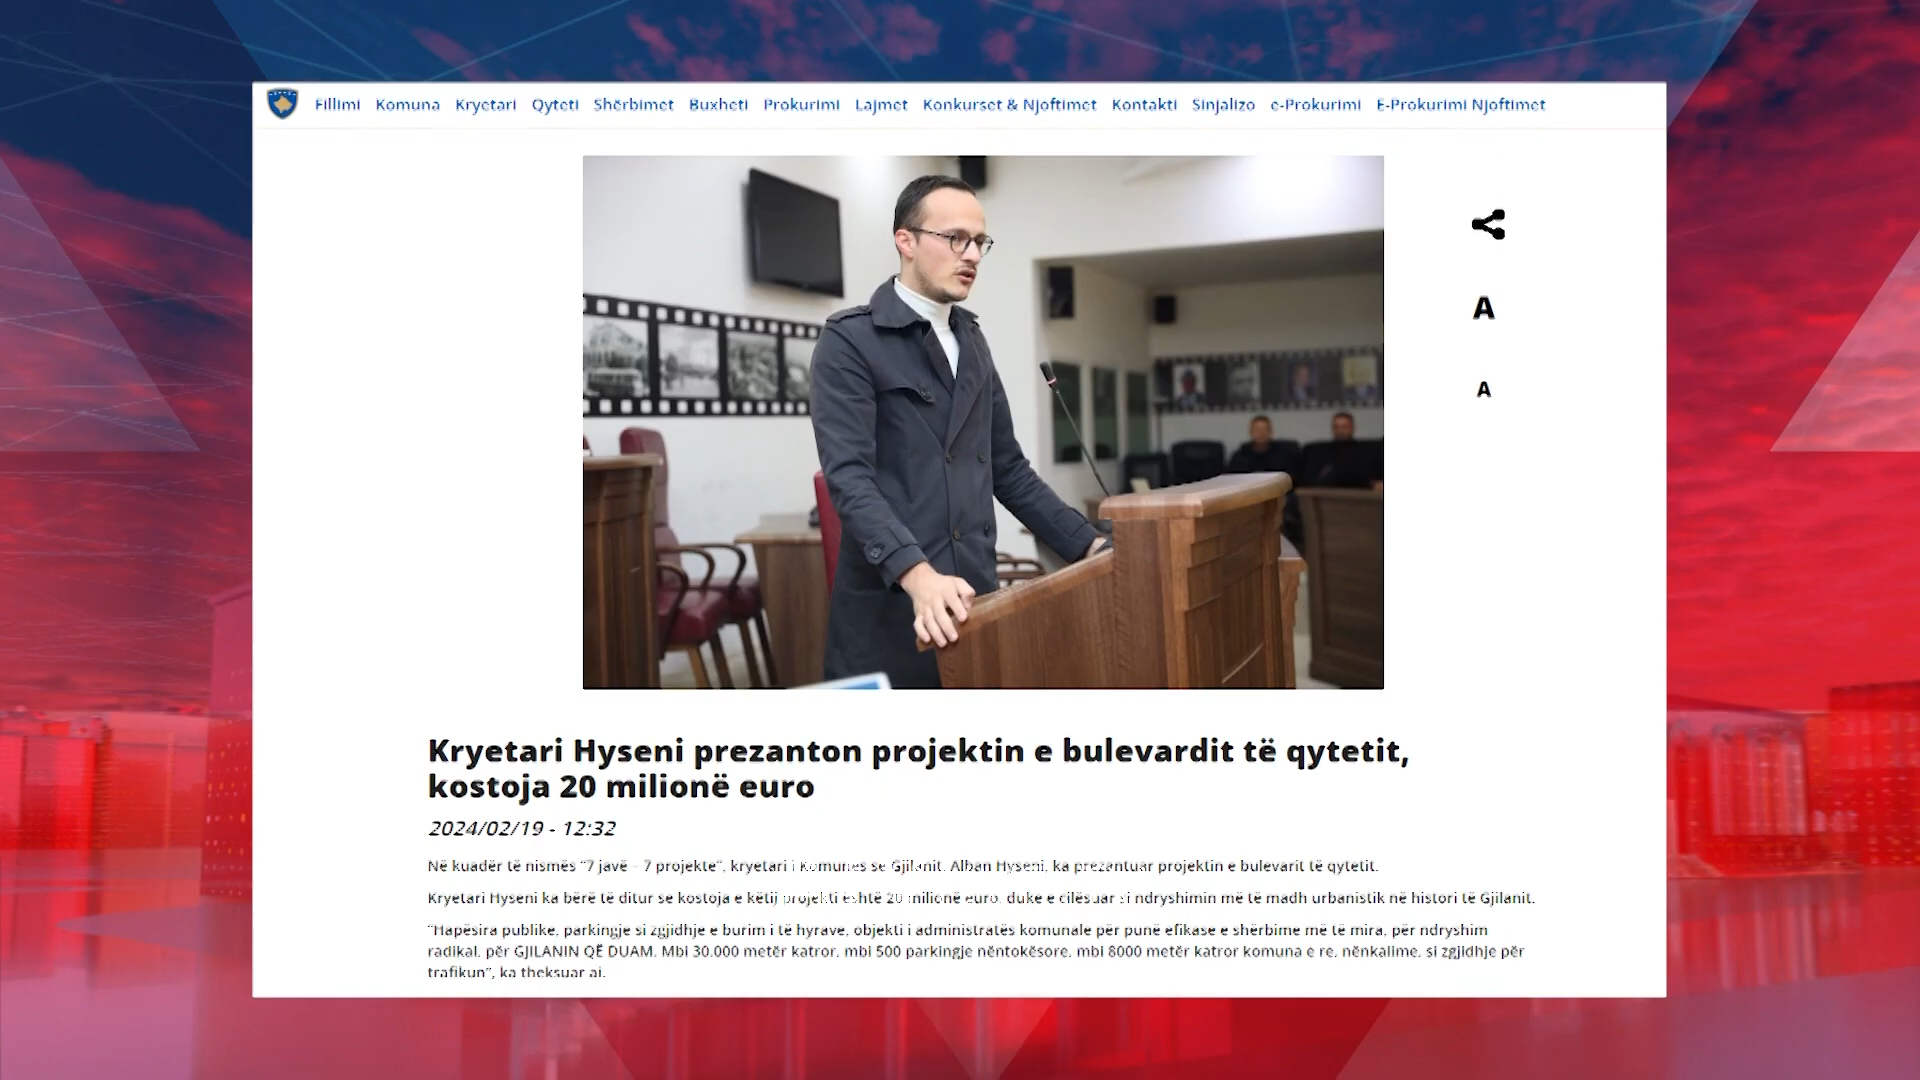 Fillimi Komuna Kryetari Qyteti Shërbimet Buxheti Prokurimi Lajmet Konkurset & Njoftimet Kontakti Sinjalizo e-Prokurimi E-Prokurimi Njoftimet
A
A
Kryetari Hyseni prezanton projektin e bulevardit të qytetit,
kostoja 20 milionë euro
2024/02/19 - 12:32
Në kuadër të nismës “7 javë – 7 projekte”, kryetari i Komunës së Gjilanit, Alban Hyseni, ka prezantuar projektin e bulevarit të qytetit.
Kryetari Hyseni ka bërë të ditur se kostoja e këtij projekti është 20 milionë euro, duke e cilësuar si ndryshimin më të madh urbanistik në histori të Gjilanit.
“Hapësira publike, parkingje si zgjidhje e burim i të hyrave, objekti i administratës komunale për punë efikase e shërbime më të mira, për ndryshim
radikal, për GJILANIN QË DUAM. Mbi 30.000 metër katror, mbi 500 parkingje nëntokësore, mbi 8000 metër katror komuna e re, nënkalime, si zgjidhje për
trafikun”, ka theksuar ai.